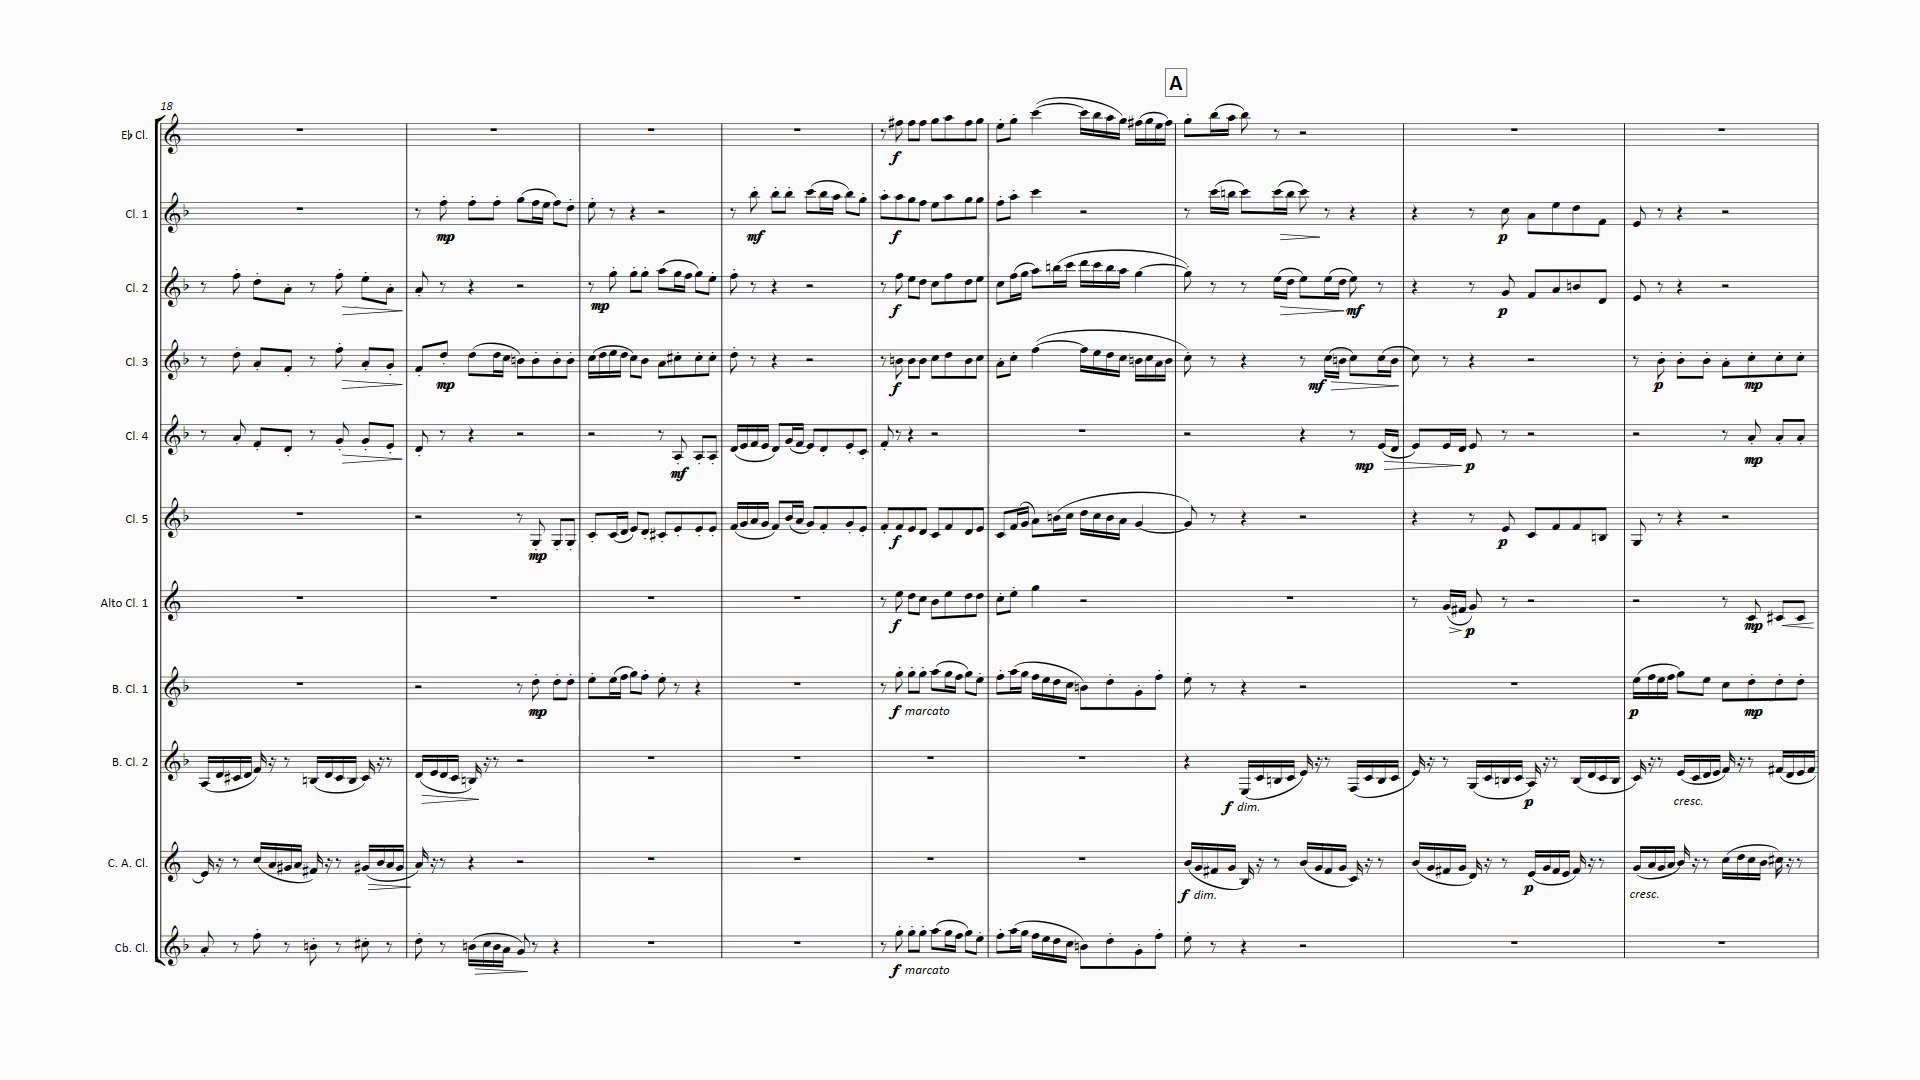 A
18
E♭ Cl.
f
Cl. 1
mp mf f p
Cl. 2
mp f mf p
Cl. 3
mp f mf p mp
Cl. 4
mf mp p mp
Cl. 5
mp f p
Alto Cl. 1
f p mp
B. Cl. 1
mp f marcato p mp
B. Cl. 2
f dim. p cresc.
C. A. Cl.
f dim. p cresc.
Cb. Cl.
f marcato